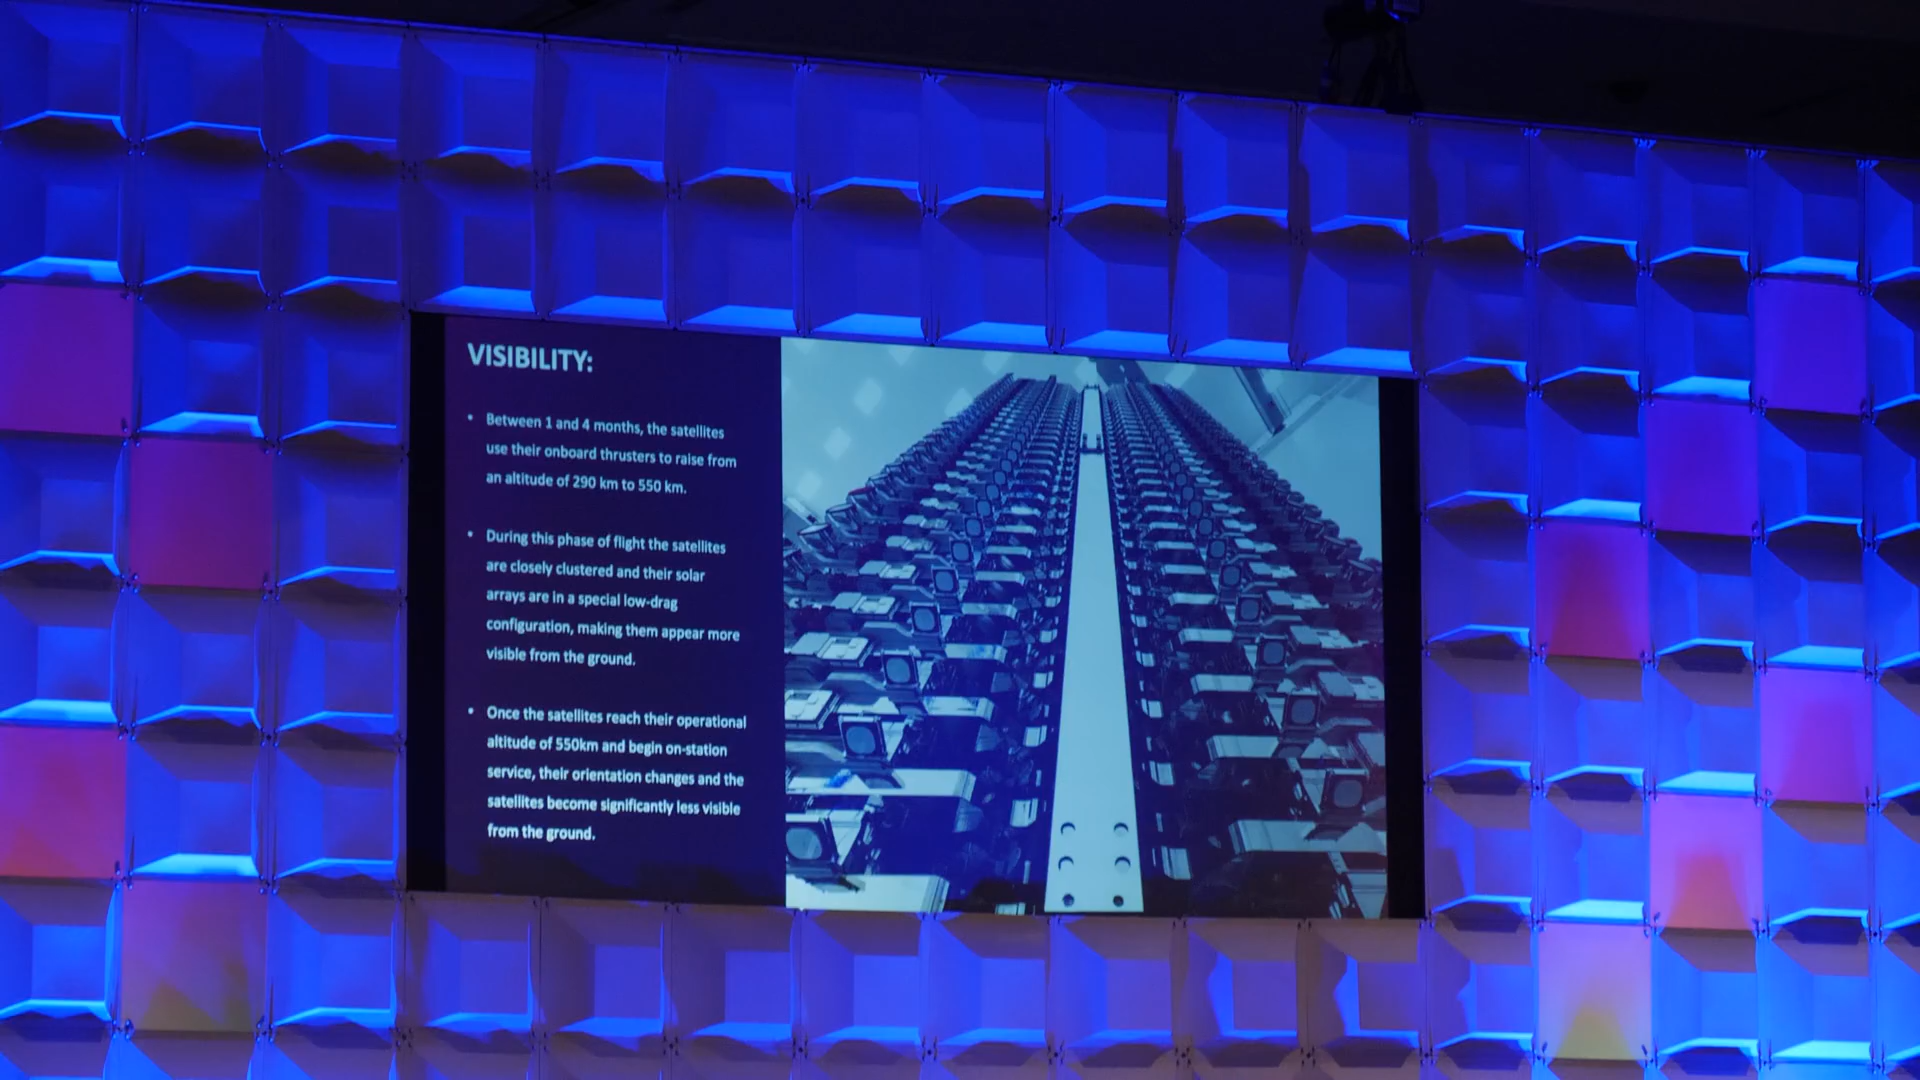 VISIBILITY:
• Between 1 and 4 months, the satellites
use their onboard thrusters to raise from
an altitude of 290 km to 550 km.
• During this phase of flight the satellites
are closely clustered and their solar
arrays are in a special low-drag
configuration, making them appear more
visible from the ground.
• Once the satellites reach their operational
altitude of 550km and begin on-station
service, their orientation changes and the
satellites become significantly less visible
from the ground.